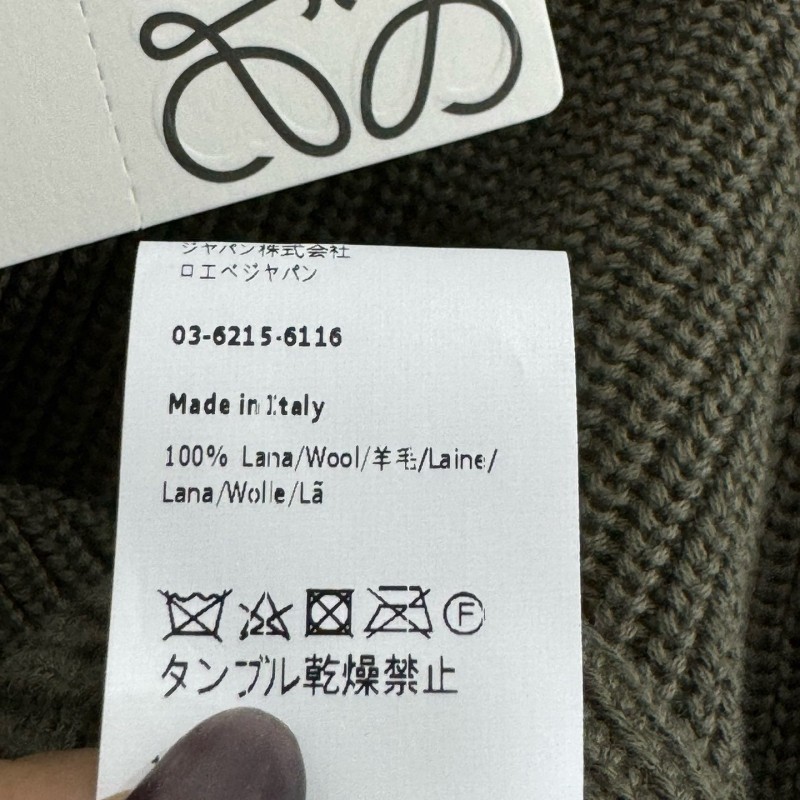 ジャパン株式会社
ロエベジャパン
03-6215-6116
Made in Italy
100% Lana/Wool/羊毛/Laine/
Lana/Wolle/Lã
F
タンブル乾燥禁止